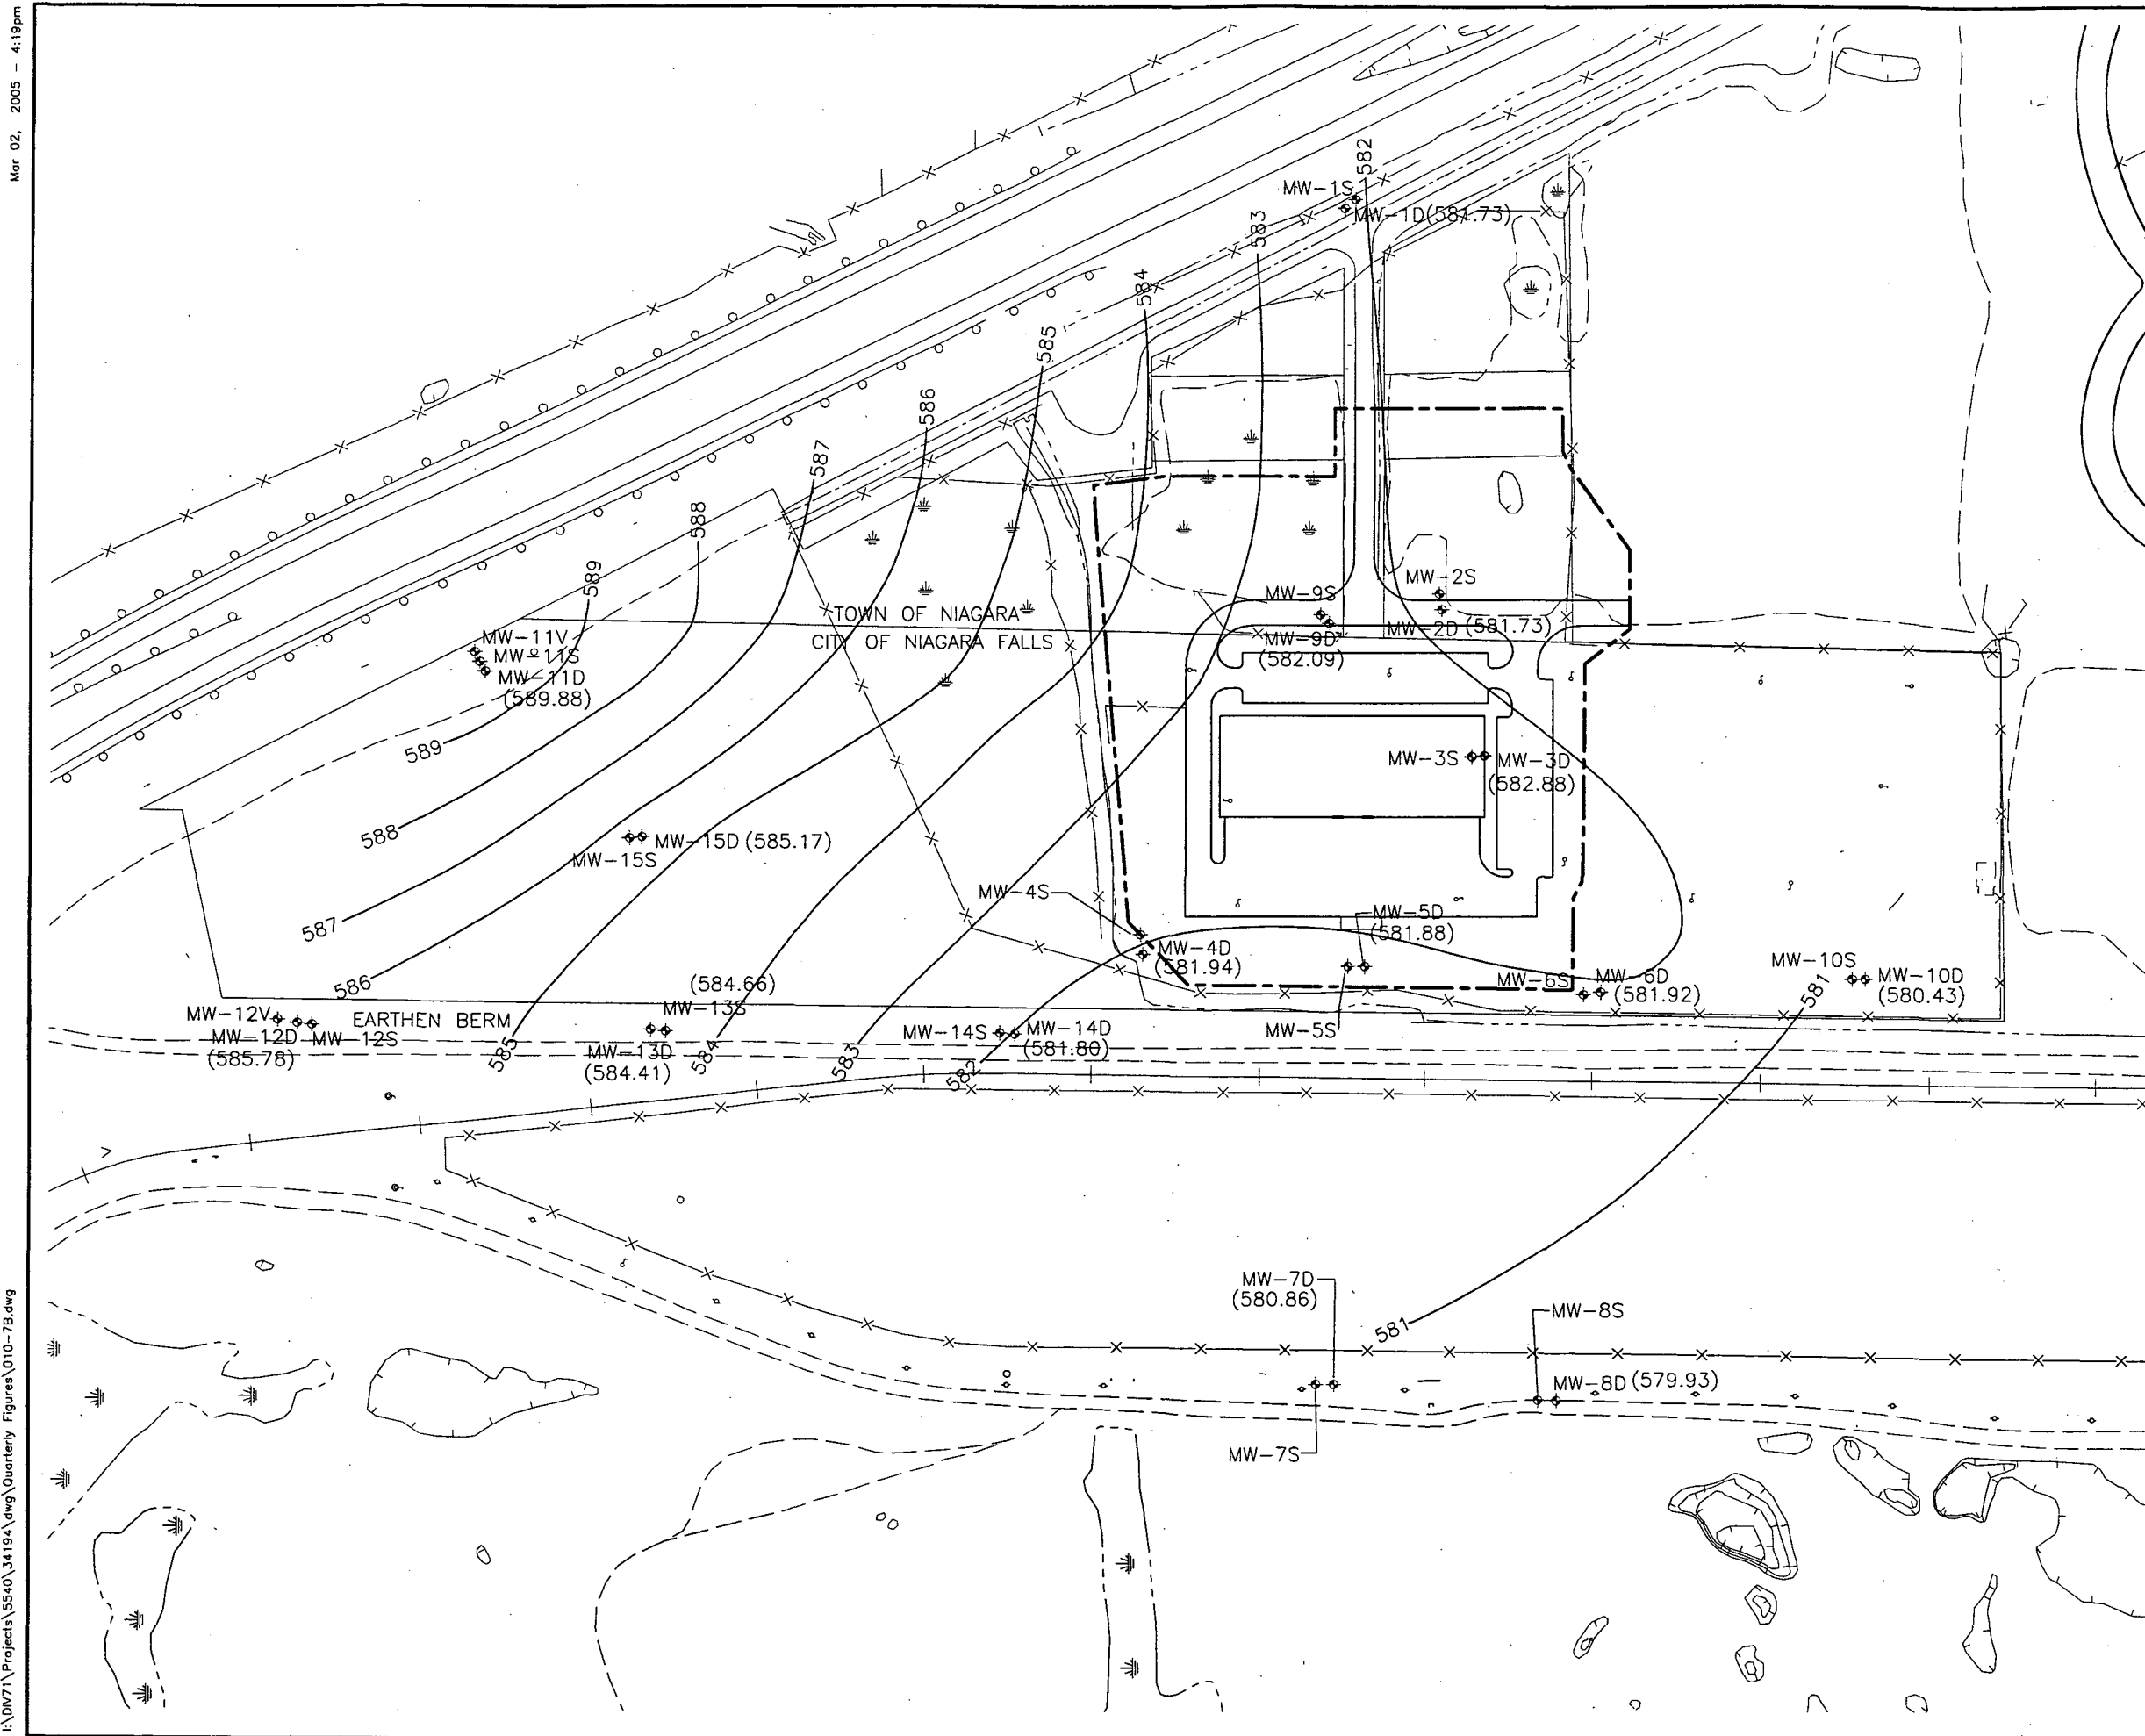 Mar 02, 2005 - 4:19pm
I:\DIV71\Projects\5540\34194\dwg\Quarterly Figures\010-7B.dwg
582
MW-1S
MW-1D(581.73)
583
584
585
586
587
588
589
MW-2S
MW-9S
TOWN OF NIAGARA
MW-2D (581.73)
MW-11V
CITY OF NIAGARA FALLS
MW-9D
(582.09)
MW-11S
MW-11D
(589.88)
589
MW-3S
MW-3D
(582.88)
588
MW-15D (585.17)
MW-15S
MW-4S
MW-5D
(581.88)
587
MW-4D
(581.94)
586
(584.66)
MW-6S
MW-6D
(581.92)
MW-10S
MW-10D
(580.43)
581
MW-12V
EARTHEN BERM
MW-13S
MW-12D
(585.78)
MW-12S
585
MW-13D
(584.41)
584
583
MW-14S
MW-14D
(581.80)
582
MW-5S
MW-7D
(580.86)
581
MW-8S
MW-8D (579.93)
MW-7S